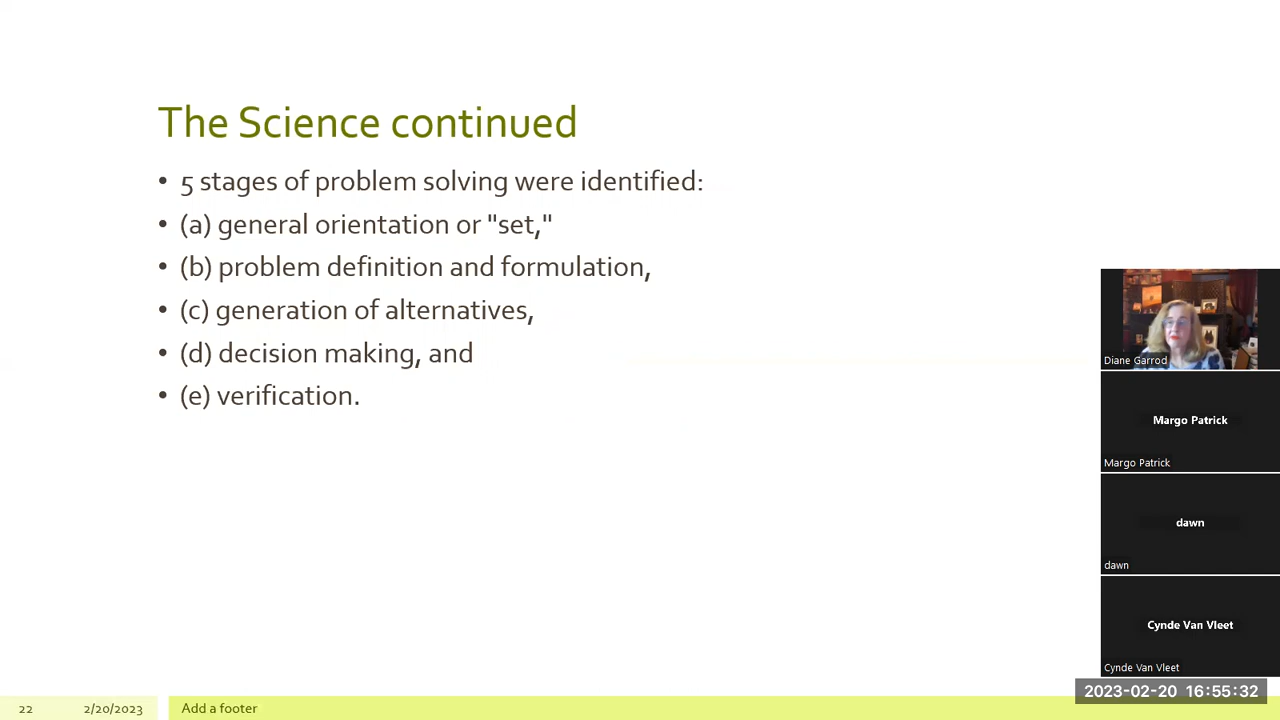 The Science continued
• 5 stages of problem solving were identified:
• (a) general orientation or "set,"
• (b) problem definition and formulation,
• (c) generation of alternatives,
• (d) decision making, and
• (e) verification.
Diane Garrod
Margo Patrick
Margo Patrick
dawn
dawn
Cynde Van Vleet
Cynde Van Vleet
2023-02-20 16:55:32
22 2/20/2023 Add a footer